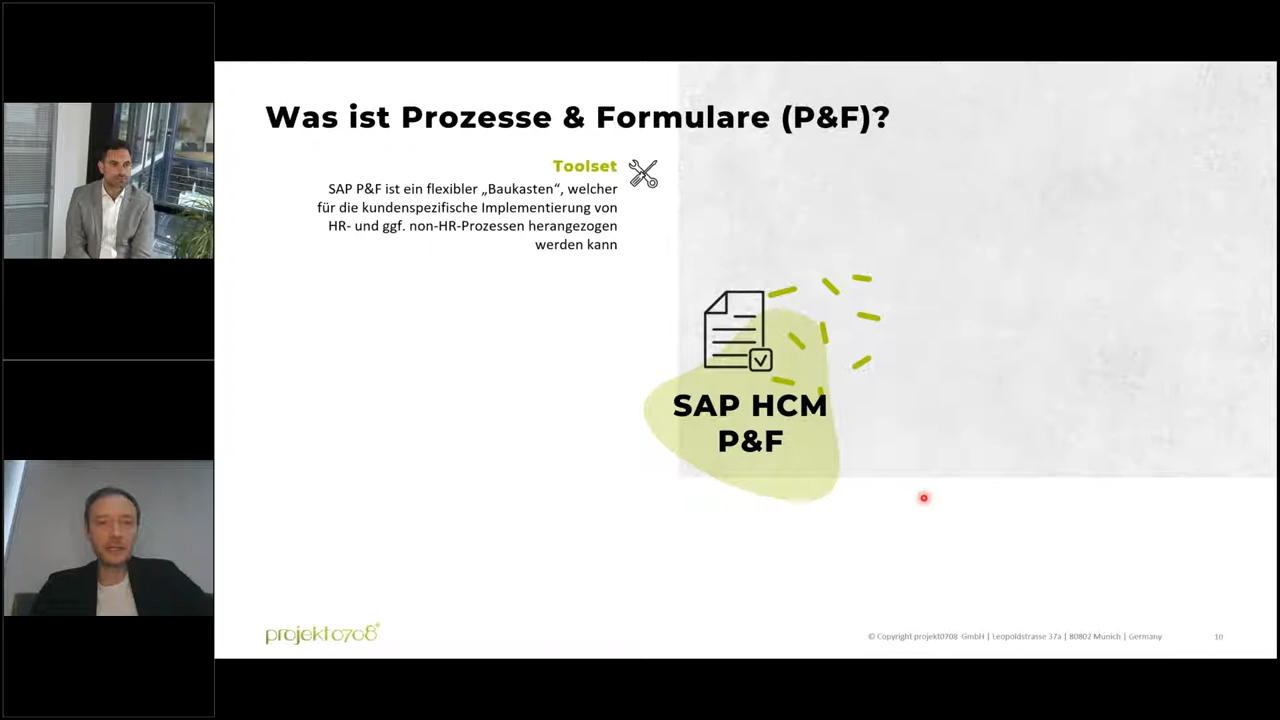 Was ist Prozesse & Formulare (P&F)?
Toolset
SAP P&F ist ein flexibler „Baukasten“, welcher
für die kundenspezifische Implementierung von
HR- und ggf. non-HR-Prozessen herangezogen
werden kann
SAP HCM
P&F
projekt0708®
© Copyright projekt0708 GmbH | Leopoldstrasse 37a | 80802 Munich | Germany
10